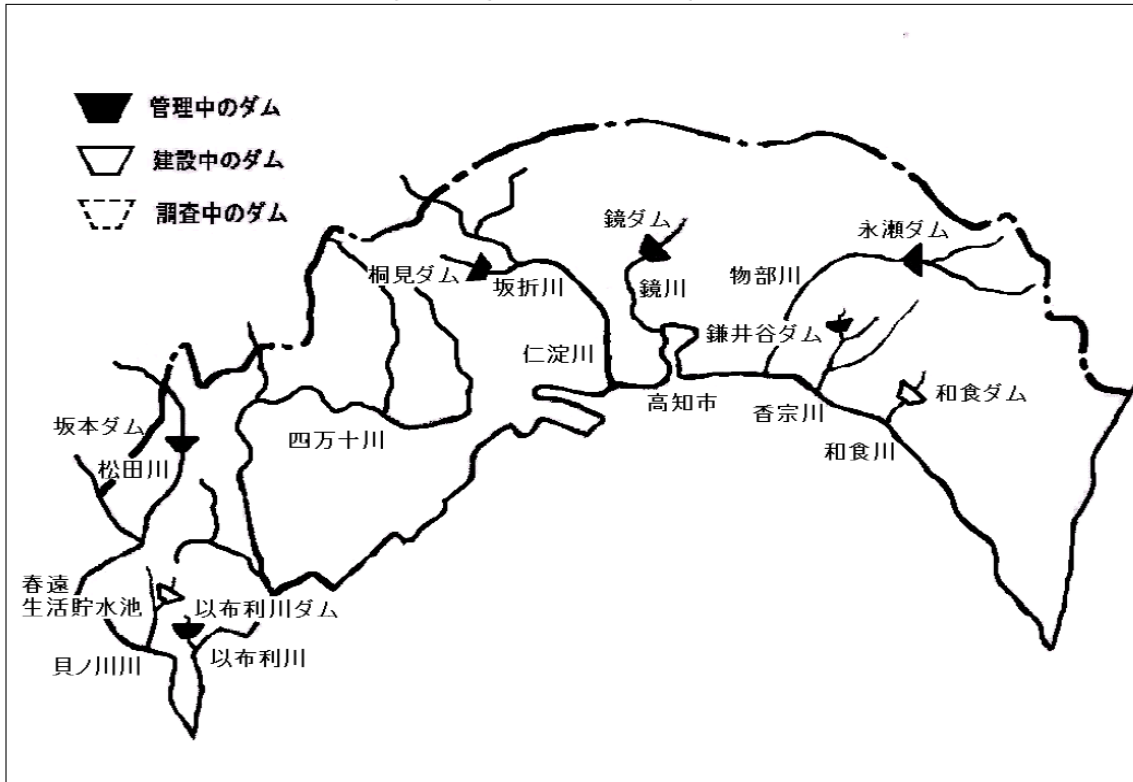 管理中のダム
建設中のダム
調査中のダム
鏡ダム
永瀬ダム
桐見ダム
坂折川
鏡川
物部川
鎌井谷ダム
仁淀川
高知市
香宗川
和食ダム
和食川
坂本ダム
松田川
四万十川
春遠
生活貯水池
以布利川ダム
貝ノ川川
以布利川